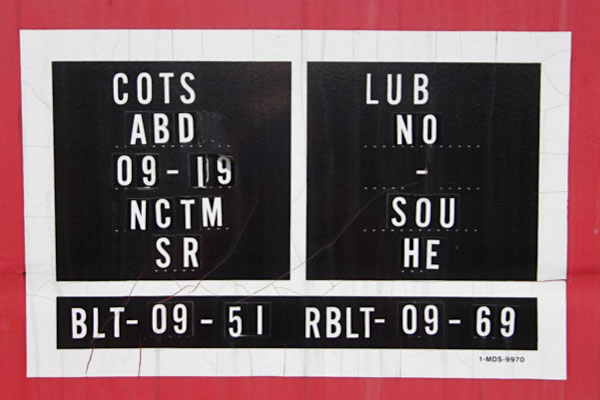 COTS
ABD
09-19
NCTM
SR
LUB
NO
-
SOU
HE
BLT-09-51 RBLT-09-69
1-MDS-9970